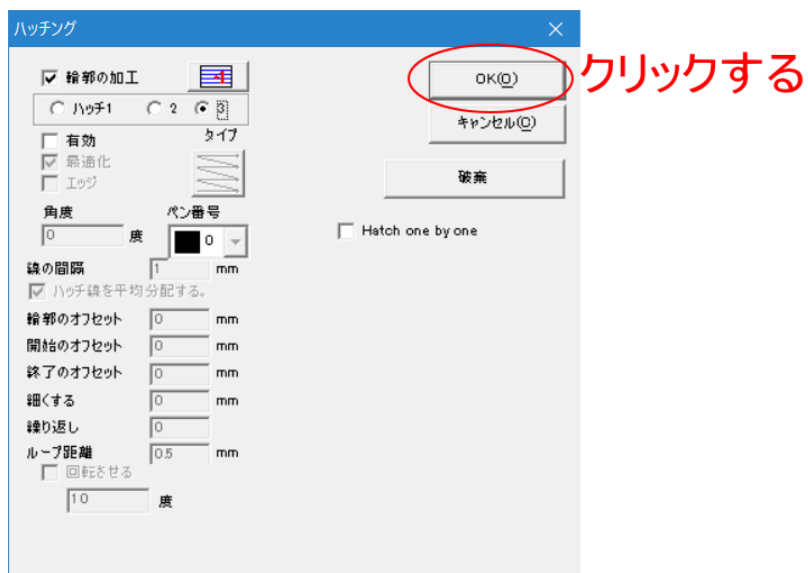 ハッチング
輪郭の加工
OK(O)
クリックする
ハッチ1 2 3
キャンセル(C)
有効
タイプ
最適化
エッジ
破棄
角度 ペン番号
0 度 0
Hatch one by one
線の間隔 1 mm
ハッチ線を平均分配する。
輪郭のオフセット 0 mm
開始のオフセット 0 mm
終了のオフセット 0 mm
細くする 0 mm
繰り返し 0
ループ距離 0.5 mm
回転させる
10 度